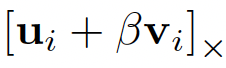 [u_i + βv_i]_×